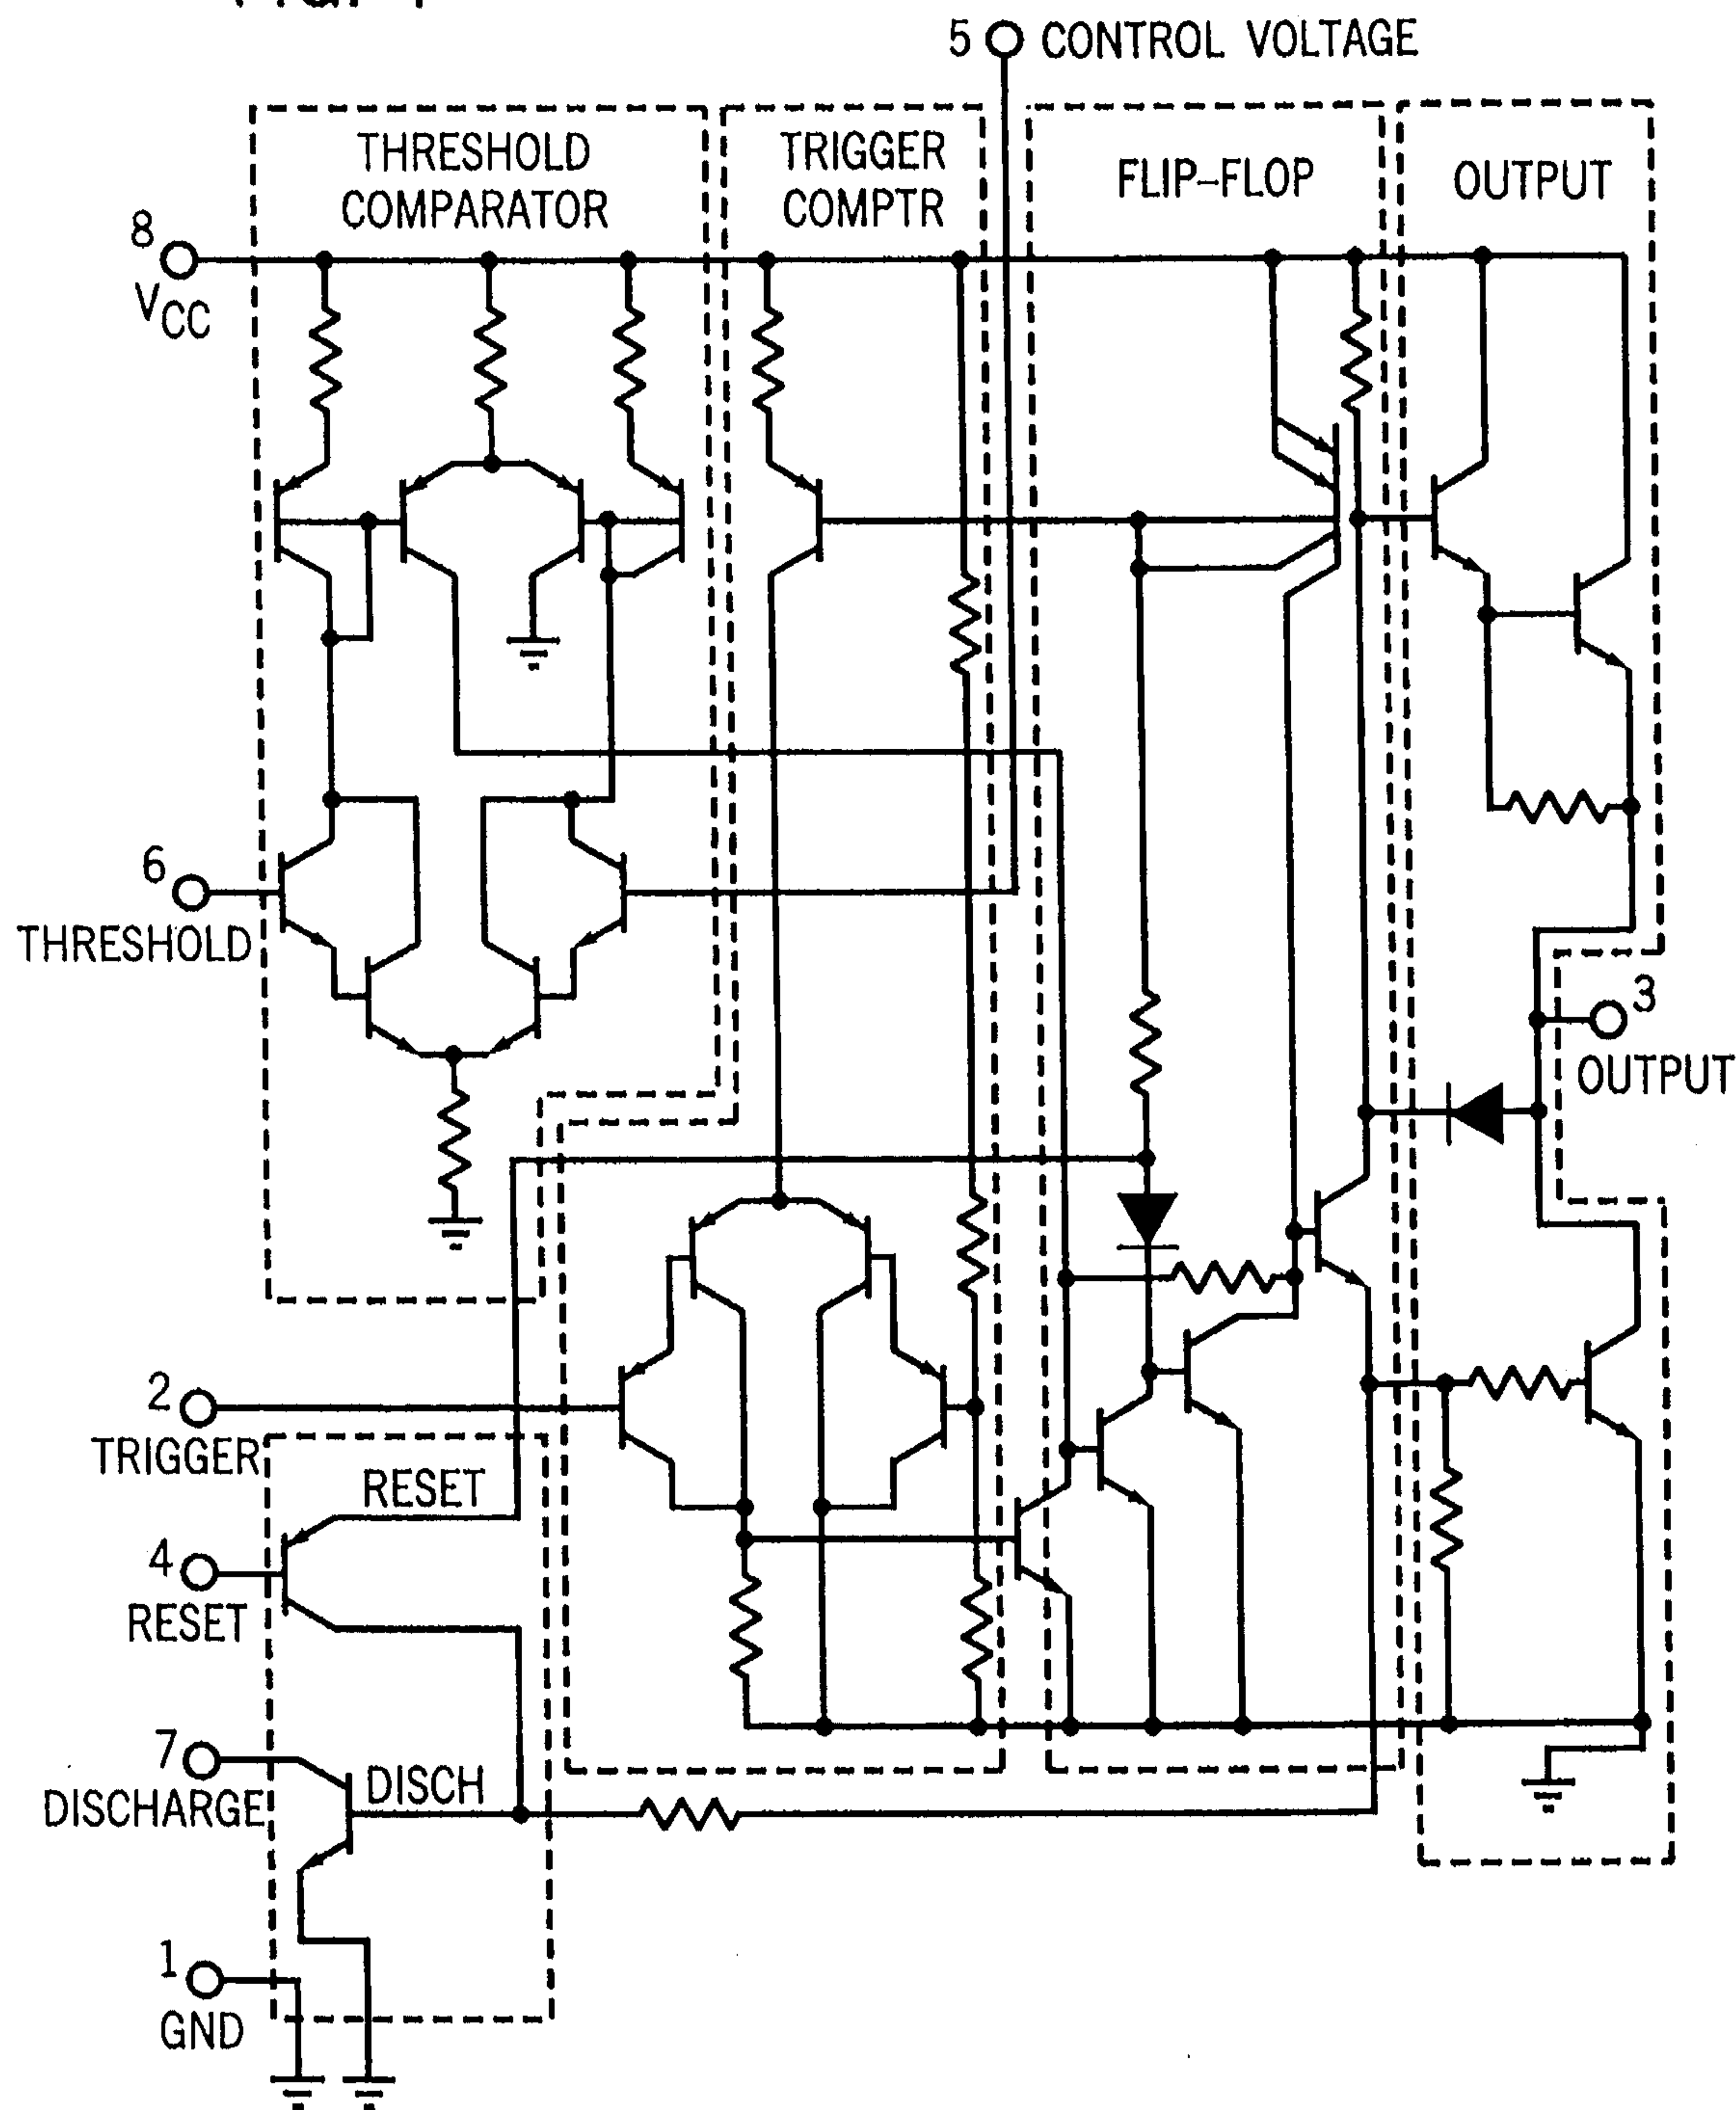 5 CONTROL VOLTAGE
THRESHOLD
COMPARATOR
TRIGGER
COMPTR
FLIP-FLOP
OUTPUT
8
VCC
6
THRESHOLD
3
OUTPUT
2
TRIGGER
RESET
4
RESET
7
DISCHARGE
DISCH
1
GND